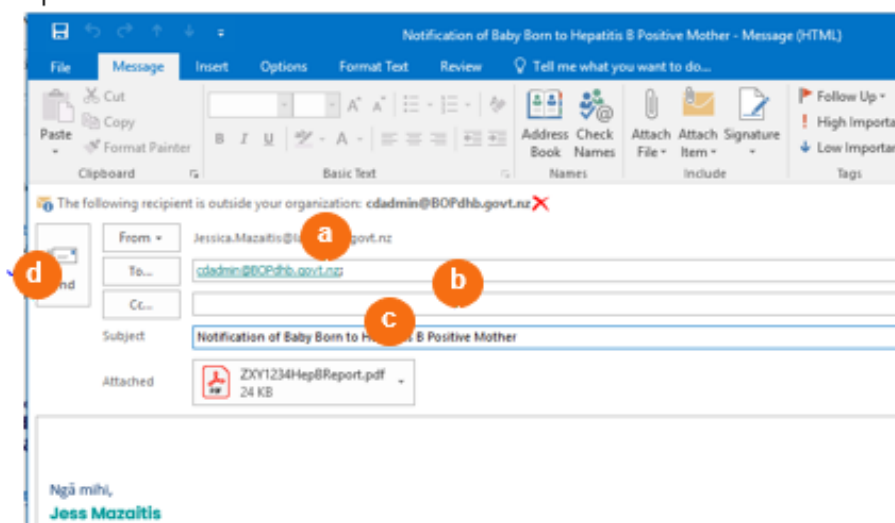 Notification of Baby Born to Hepatitis B Positive Mother - Message (HTML)
File Message Insert Options Format Text Review Tell me what you want to do...
Cut
Copy
Format Painter
Paste
B I U A
Address Book
Check Names
Attach File
Attach Item
Signature
Follow Up
High
Low
Clipboard Basic Text Names Include Tags
The following recipient is outside your organization: cdadmin@BOPdhb.govt.nz
From
a
govt.nz
d
To...
cdadmin@BOPdhb.govt.nz;
b
Cc...
c
Subject Notification of Baby Born to B Positive Mother
Attached ZXY1234HepBReport.pdf
PDF
24 KB
Ngā mihi,
Jess Mazaitis